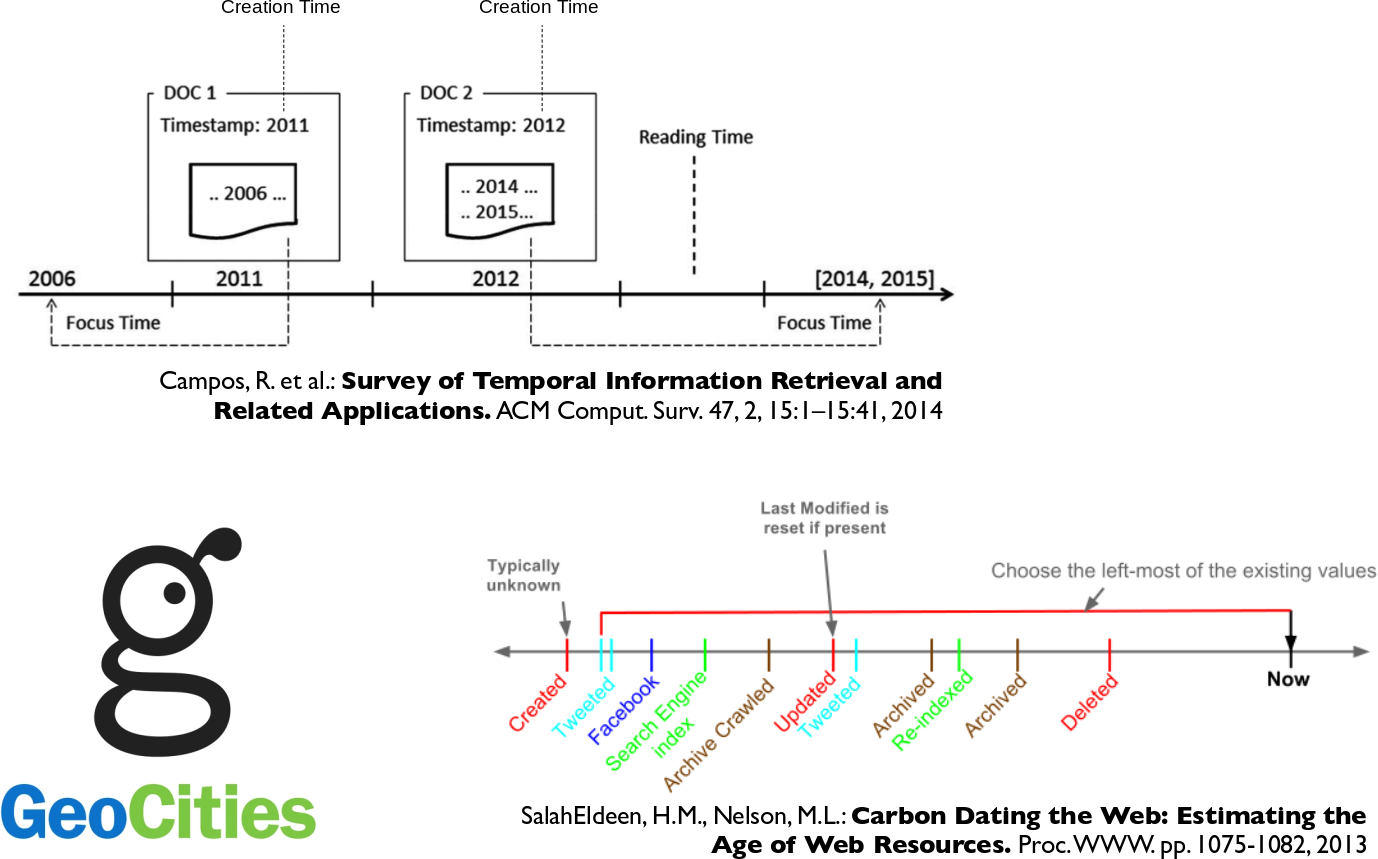 Creation Time
Creation Time
DOC 1
Timestamp: 2011
.. 2006 ...
DOC 2
Timestamp: 2012
.. 2014 ...
.. 2015...
Reading Time
2006
2011
2012
[2014, 2015]
Focus Time
Focus Time
Campos, R. et al.: Survey of Temporal Information Retrieval and
Related Applications. ACM Comput. Surv. 47, 2, 15:1–15:41, 2014
GeoCities
Last Modified is
reset if present
Typically
unknown
Choose the left-most of the existing values
Created
Tweeted
Facebook
Search Engine
index
Archive Crawled
Updated
Tweeted
Archived
Re-indexed
Archived
Deleted
Now
SalahEldeen, H.M., Nelson, M.L.: Carbon Dating the Web: Estimating the
Age of Web Resources. Proc. WWW. pp. 1075-1082, 2013